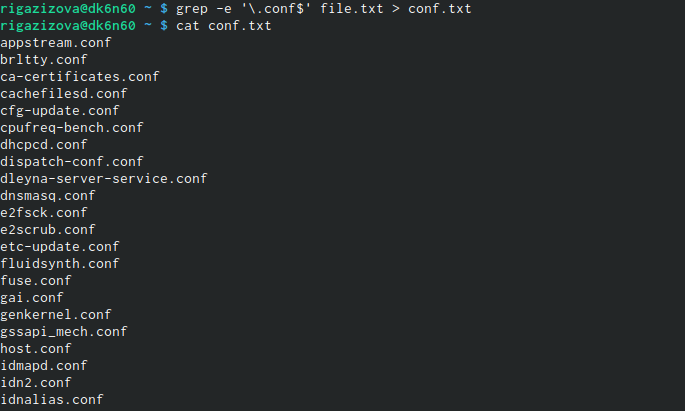 rigazizova@dk6n60 ~ $ grep -e '\.conf$' file.txt > conf.txt
rigazizova@dk6n60 ~ $ cat conf.txt
appstream.conf
brltty.conf
ca-certificates.conf
cachefilesd.conf
cfg-update.conf
cpufreq-bench.conf
dhcpcd.conf
dispatch-conf.conf
dleyna-server-service.conf
dnsmasq.conf
e2fsck.conf
e2scrub.conf
etc-update.conf
fluidsynth.conf
fuse.conf
gai.conf
genkernel.conf
gssapi_mech.conf
host.conf
idmapd.conf
idn2.conf
idnalias.conf